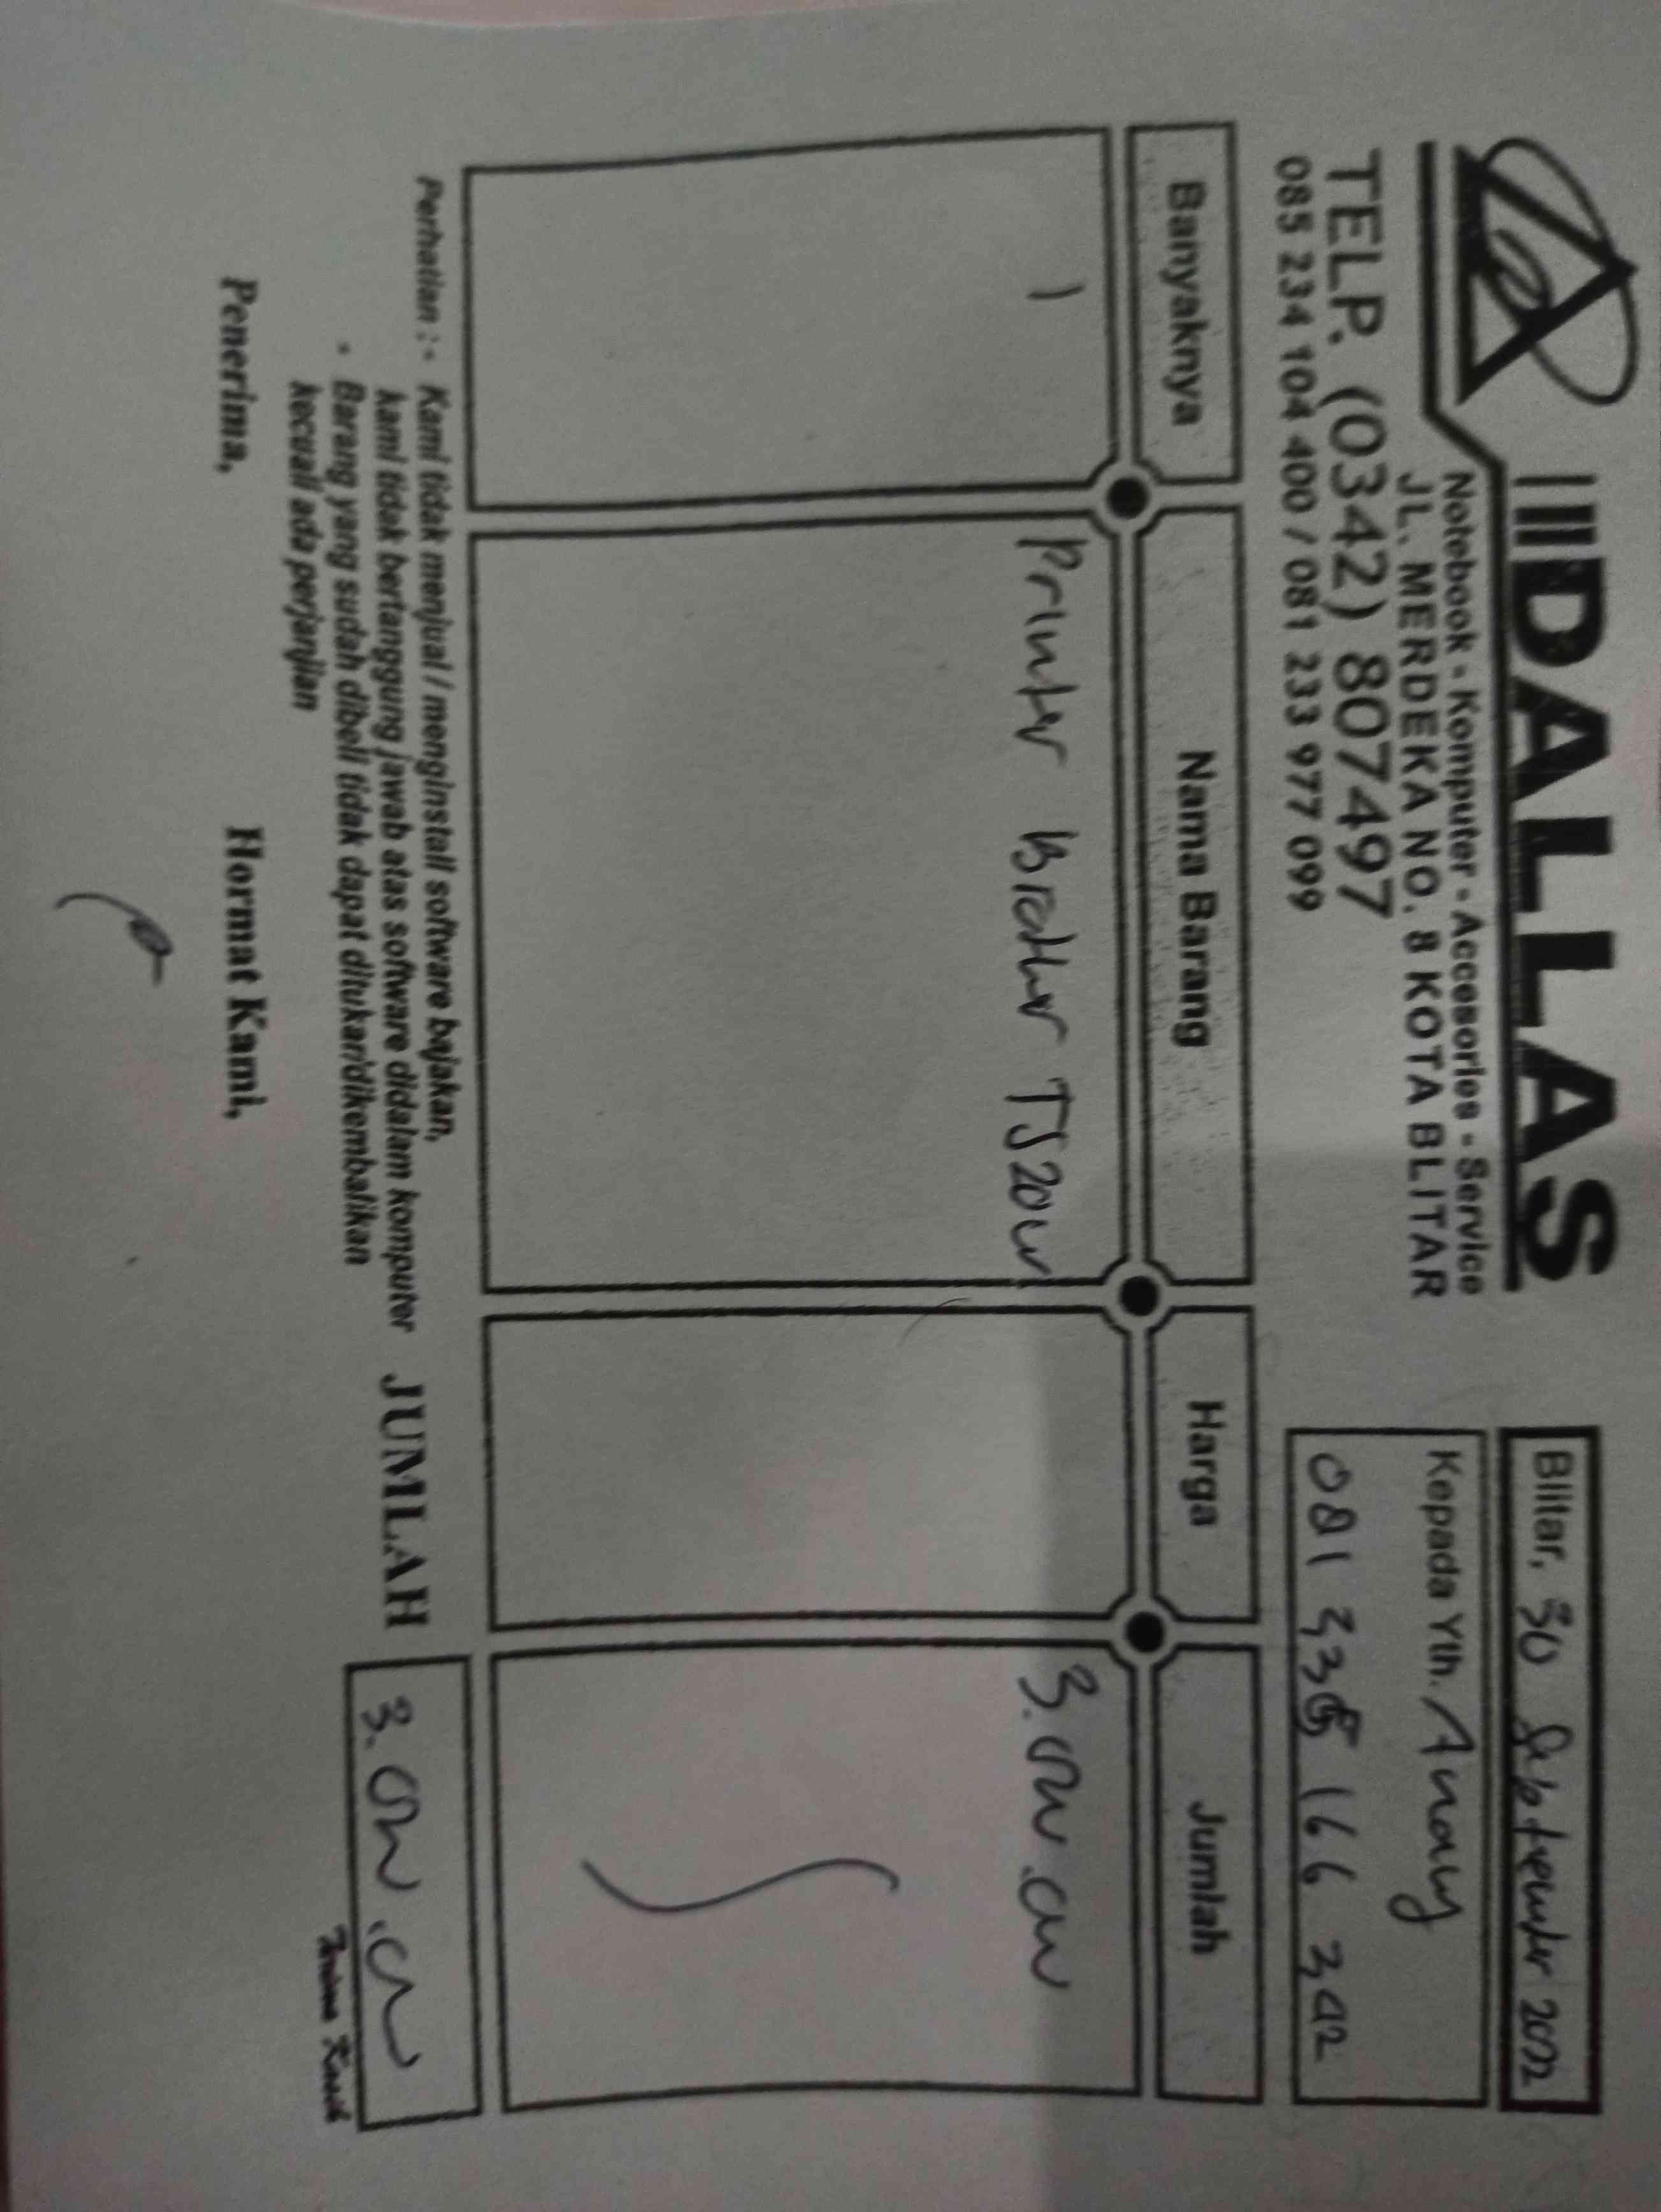 DALLAS
Notebook - Komputer - Accesories - Service
JL. MERDEKA NO. 8 KOTA BLITAR
TELP. (0342) 807497
085 234 104 400 / 081 233 977 099
Blitar, 30 September 2022
Kepada Yth. Anang
081 335 166 342
Banyaknya Nama Barang Harga Jumlah
1 Printer Brother 3.000.000
Perhatian : - Kami tidak menjual / menginstall software bajakan,
kami tidak bertanggung jawab atas software didalam komputer
- Barang yang sudah dibeli tidak dapat ditukar/dikembalikan
kecuali ada perjanjian
JUMLAH 3.000.000
Terima Kasih
Penerima, Hormat Kami,